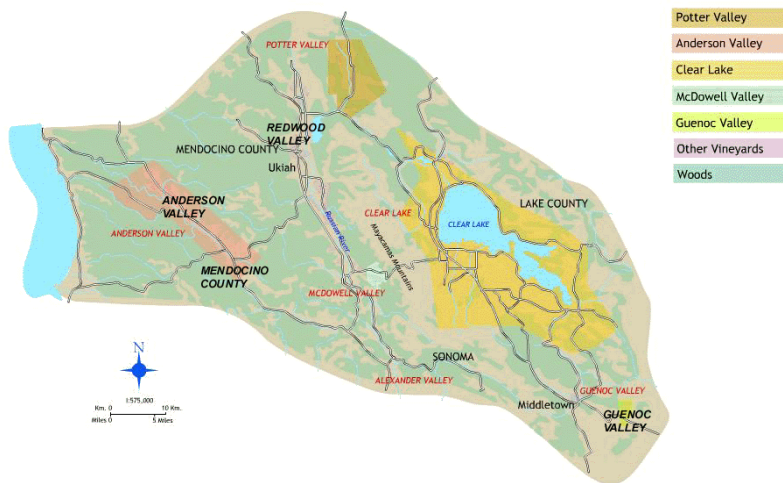 Potter Valley
Anderson Valley
Clear Lake
McDowell Valley
Guenoc Valley
Other Vineyards
Woods
POTTER VALLEY
REDWOOD
VALLEY
MENDOCINO COUNTY
Ukiah
ANDERSON
VALLEY
ANDERSON VALLEY
MENDOCINO
COUNTY
Russian River
CLEAR LAKE
CLEAR LAKE
LAKE COUNTY
Mayacamas Mountains
MCDOWELL VALLEY
SONOMA
ALEXANDER VALLEY
GUENOC VALLEY
Middletown
GUENOC
VALLEY
N
1:575,000
Km. 0 10 Km.
Miles 0 5 Miles